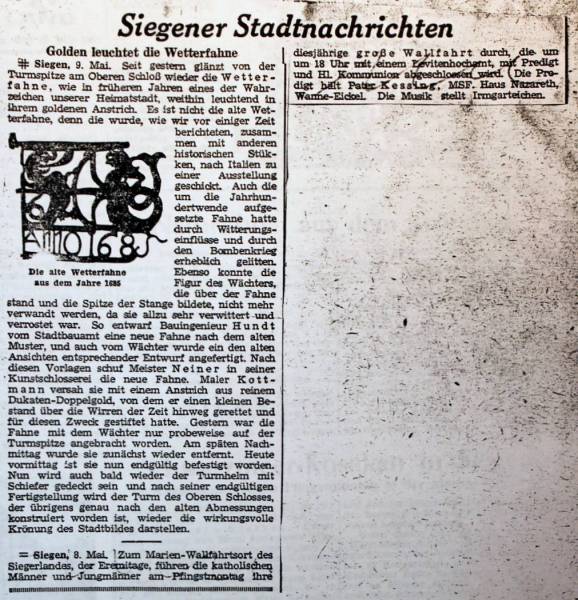 Siegener Stadtnachrichten
Golden leuchtet die Wetterfahne
# Siegen, 9. Mai. Seit gestern glänzt von der
Turmspitze am Oberen Schloß wieder die Wetter-
fahne, wie in früheren Jahren eines der Wahr-
zeichen unserer Heimatstadt, weithin leuchtend in
ihrem goldenen Anstrich. Es ist nicht die alte Wet-
terfahne, denn die wurde, wie wir vor einiger Zeit
berichteten, zusam-
men mit anderen
historischen Stük-
ken, nach Italien zu
einer Ausstellung
geschickt. Auch die
um die Jahrhun-
dertwende aufge-
setzte Fahne hatte
durch Witterungs-
einflüsse und durch
den Bombenkrieg
erheblich gelitten.
Ebenso konnte die
Figur des Wächters,
die über der Fahne
ANNO 1685
Die alte Wetterfahne
aus dem Jahre 1685
stand und die Spitze der Stange bildete, nicht mehr
verwandt werden, da sie allzu sehr verwittert und
verrostet war. So entwarf Bauingenieur Hundt
vom Stadtbauamt eine neue Fahne nach dem alten
Muster, und auch vom Wächter wurde ein den alten
Ansichten entsprechender Entwurf angefertigt. Nach
diesen Vorlagen schuf Meister Neiner in seiner
Kunstschlosserei die neue Fahne. Maler Kott-
mann versah sie mit einem Anstrich aus reinem
Dukaten-Doppelgold, von dem er einen kleinen Be-
stand über die Wirren der Zeit hinweg gerettet und
für diesen Zweck gestiftet hatte. Gestern war die
Fahne mit dem Wächter nur probeweise auf der
Turmspitze angebracht worden. Am späten Nach-
mittag wurde sie zunächst wieder entfernt. Heute
vormittag ist sie nun endgültig befestigt worden.
Nun wird auch bald wieder der Turmhelm mit
Schiefer gedeckt sein und nach seiner endgültigen
Fertigstellung wird der Turm des Oberen Schlosses,
der übrigens genau nach den alten Abmessungen
konstruiert worden ist, wieder die wirkungsvolle
Krönung des Stadtbildes darstellen.
= Siegen, 8. Mai. Zum Marien-Wallfahrtsort des
Siegerlandes, der Eremitage, führen die katholischen
Männer und Jungmänner am Pfingstmontag ihre
diesjährige große Wallfahrt durch, die um
um 18 Uhr mit einem Levitenhochamt, mit Predigt
und Hl. Kommunion abgeschlossen wird. (Die Pre-
digt hält Pater Kessing, MSF. Haus Nazareth,
Wanne-Eickel. Die Musik stellt Irmgarteichen.